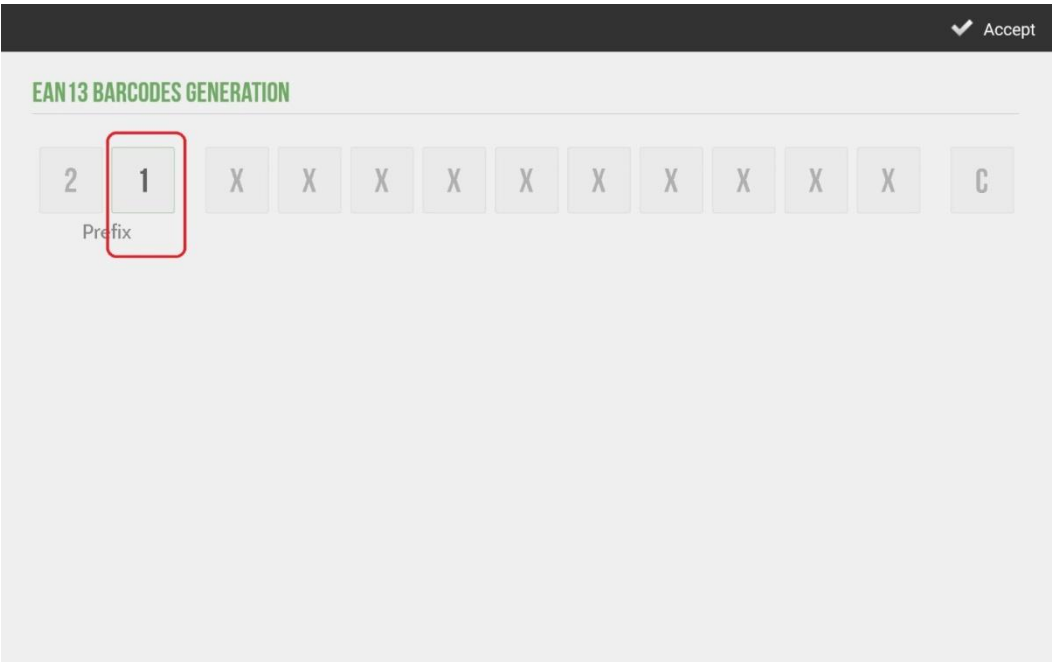 Accept
EAN13 BARCODES GENERATION
2 1 X X X X X X X X X X C
Prefix